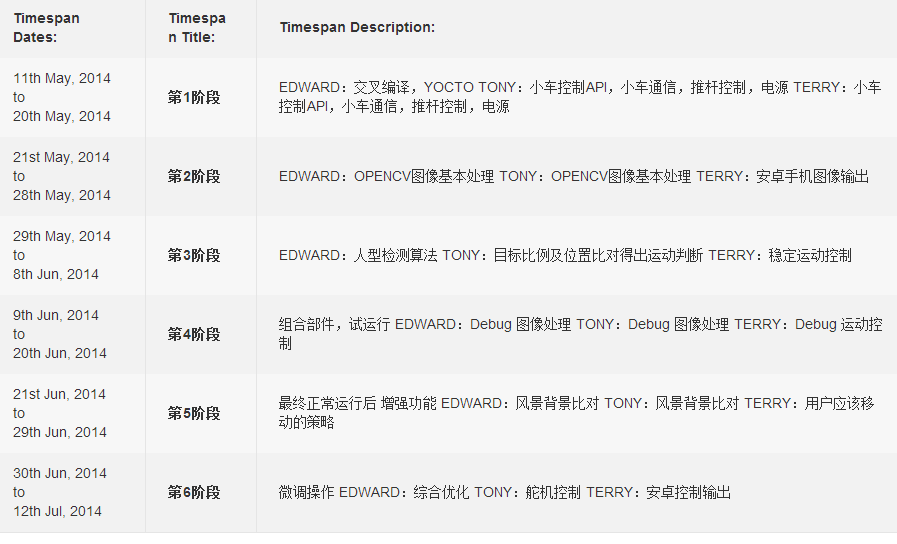 Timespan
Dates:
Timespa
n Title:
Timespan Description:
11th May, 2014
to
20th May, 2014
第1阶段
EDWARD：交叉编译，YOCTO TONY：小车控制API，小车通信，推杆控制，电源 TERRY：小车
控制API，小车通信，推杆控制，电源
21st May, 2014
to
28th May, 2014
第2阶段
EDWARD：OPENCV图像基本处理 TONY：OPENCV图像基本处理 TERRY：安卓手机图像输出
29th May, 2014
to
8th Jun, 2014
第3阶段
EDWARD：人型检测算法 TONY：目标比例及位置比对得出运动判断 TERRY：稳定运动控制
9th Jun, 2014
to
20th Jun, 2014
第4阶段
组合部件，试运行 EDWARD：Debug 图像处理 TONY：Debug 图像处理 TERRY：Debug 运动控
制
21st Jun, 2014
to
29th Jun, 2014
第5阶段
最终正常运行后 增强功能 EDWARD：风景背景比对 TONY：风景背景比对 TERRY：用户应该移
动的策略
30th Jun, 2014
to
12th Jul, 2014
第6阶段
微调操作 EDWARD：综合优化 TONY：舵机控制 TERRY：安卓控制输出